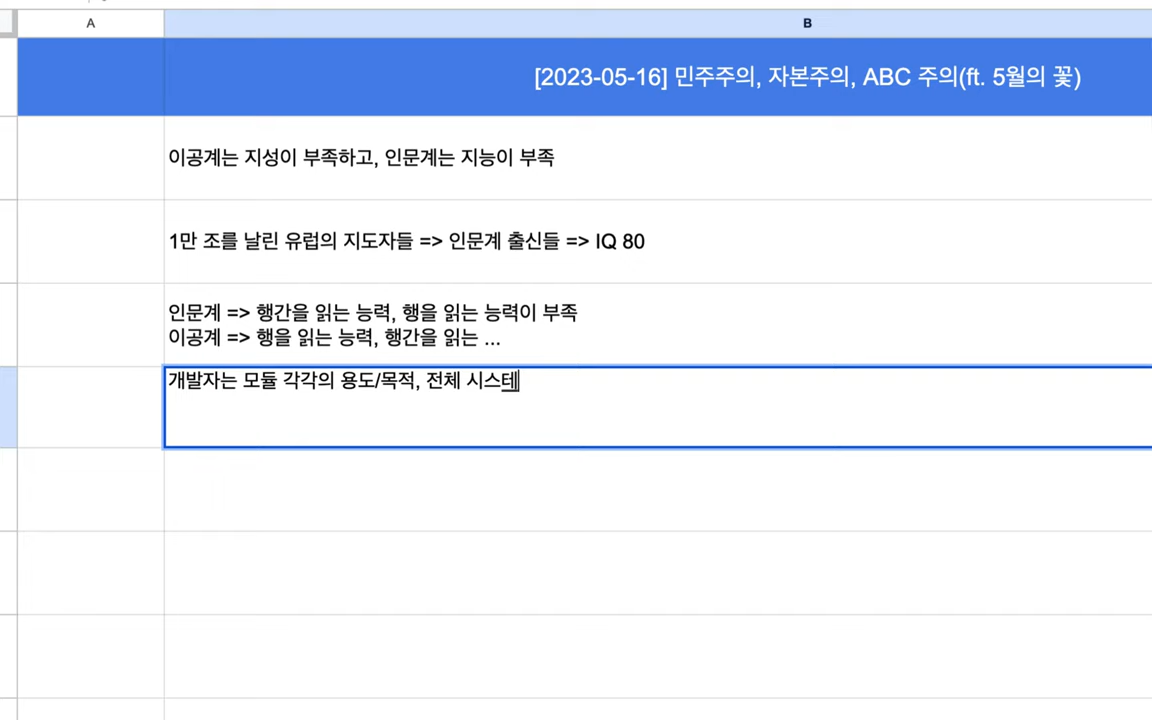 A
B
[2023-05-16] 민주주의, 자본주의, ABC 주의(ft. 5월의 꽃)
이공계는 지성이 부족하고, 인문계는 지능이 부족
1만 조를 날린 유럽의 지도자들 => 인문계 출신들 => IQ 80
인문계 => 행간을 읽는 능력, 행을 읽는 능력이 부족
이공계 => 행을 읽는 능력, 행간을 읽는 ...
개발자는 모듈 각각의 용도/목적, 전체 시스테